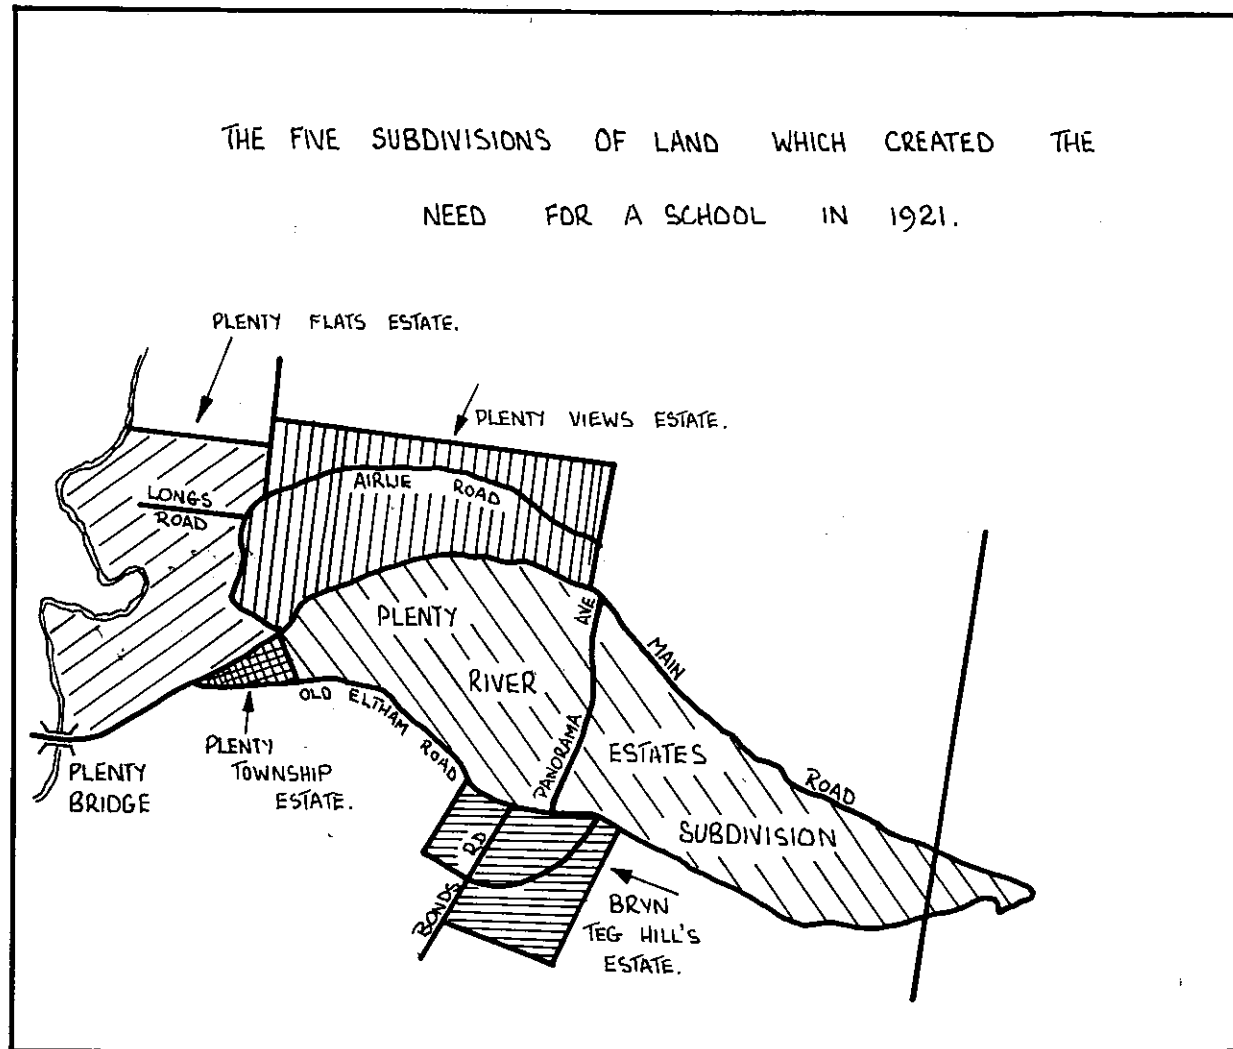 THE FIVE SUBDIVISIONS OF LAND WHICH CREATED THE
NEED FOR A SCHOOL IN 1921.
PLENTY FLATS ESTATE.
PLENTY VIEWS ESTATE.
LONGS
ROAD
AIRLIE ROAD
PLENTY
RIVER
ESTATES
SUBDIVISION
PANORAMA AVE
MAIN ROAD
OLD ELTHAM ROAD
PLENTY
BRIDGE
PLENTY
TOWNSHIP
ESTATE.
BONDS RD
BRYN
TEG HILL'S
ESTATE.